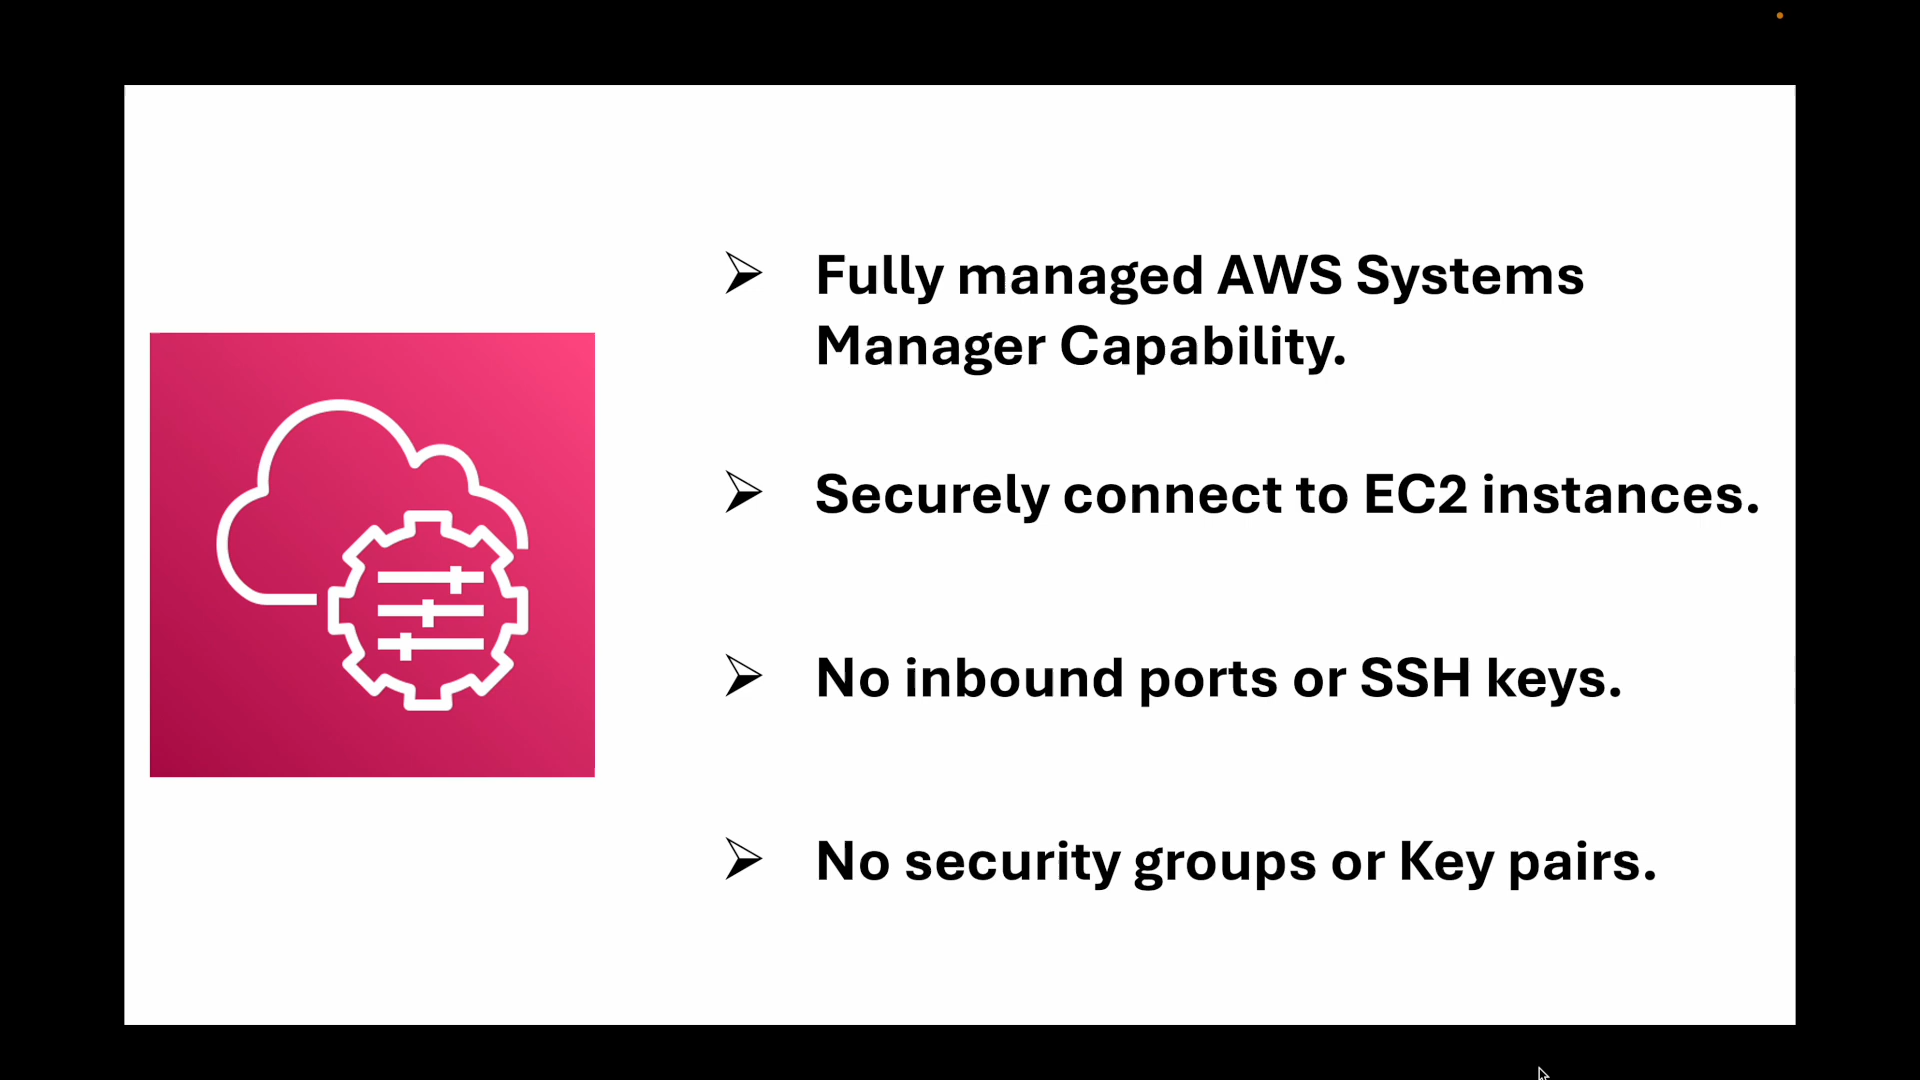 Fully managed AWS Systems
Manager Capability.
Securely connect to EC2 instances.
No inbound ports or SSH keys.
No security groups or Key pairs.